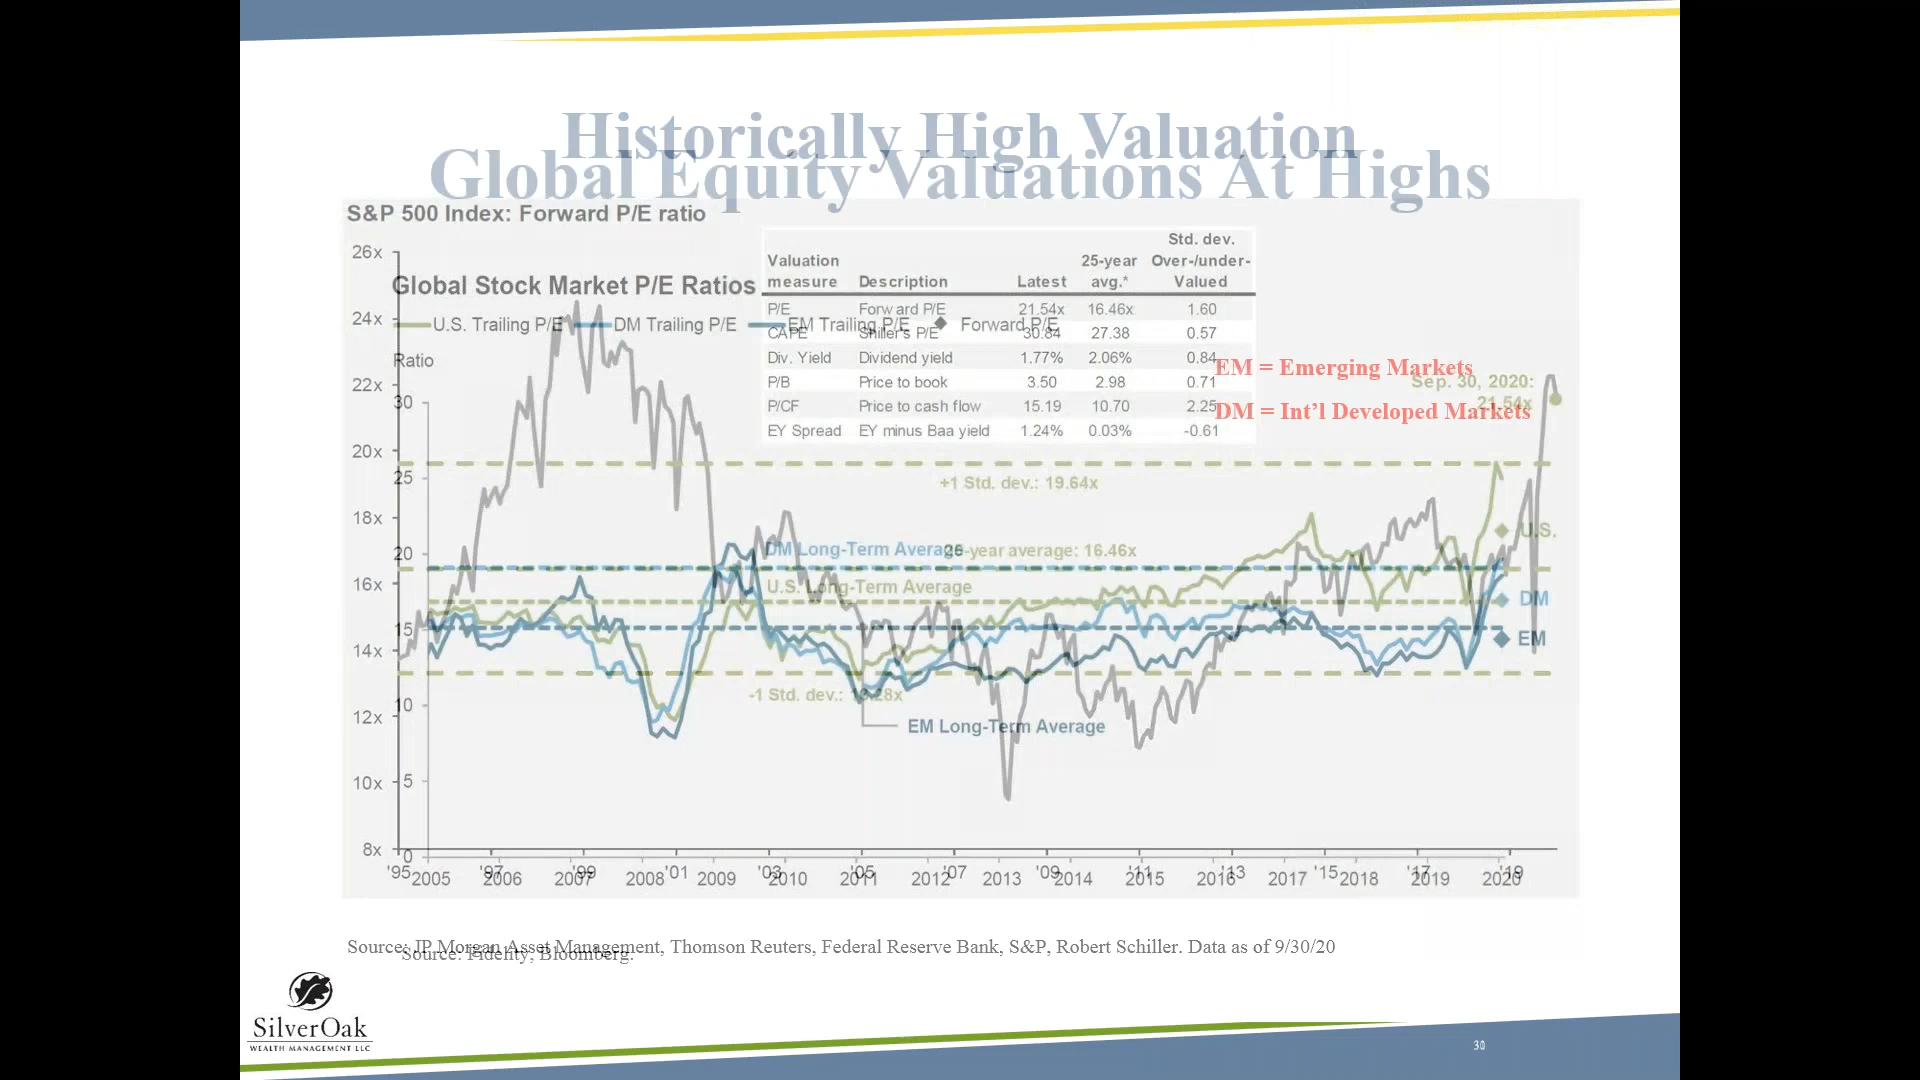 Historically High Valuation
Global Equity Valuations At Highs
S&P 500 Index: Forward P/E ratio
Std. dev.
Valuation 25-year Over-/under-
measure Description Latest avg.* Valued
P/E Forward P/E 21.54x 16.46x 1.60
CAPE Shiller's P/E 30.84 27.38 0.57
Div. Yield Dividend yield 1.77% 2.06% 0.84
P/B Price to book 3.50 2.98 0.71
P/CF Price to cash flow 15.19 10.70 2.25
EY Spread EY minus Baa yield 1.24% 0.03% -0.61
Global Stock Market P/E Ratios
U.S. Trailing P/E DM Trailing P/E EM Trailing P/E Forward P/E
Ratio
EM = Emerging Markets
Sep. 30, 2020:
21.54x
DM = Int’l Developed Markets
26x
24x
22x
20x
18x
16x
14x
12x
10x
8x
30
25
20
15
10
5
0
+1 Std. dev.: 19.64x
DM Long-Term Average
25-year average: 16.46x
U.S. Long-Term Average
-1 Std. dev.: 13.28x
EM Long-Term Average
U.S.
DM
EM
'95 '97 '99 '01 '03 '05 '07 '09 '11 '13 '15 '17 '19
2005 2006 2007 2008 2009 2010 2011 2012 2013 2014 2015 2016 2017 2018 2019 2020
Source: JP Morgan Asset Management, Thomson Reuters, Federal Reserve Bank, S&P, Robert Schiller. Data as of 9/30/20
Source: Fidelity, Bloomberg.
SilverOak
WEALTH MANAGEMENT LLC